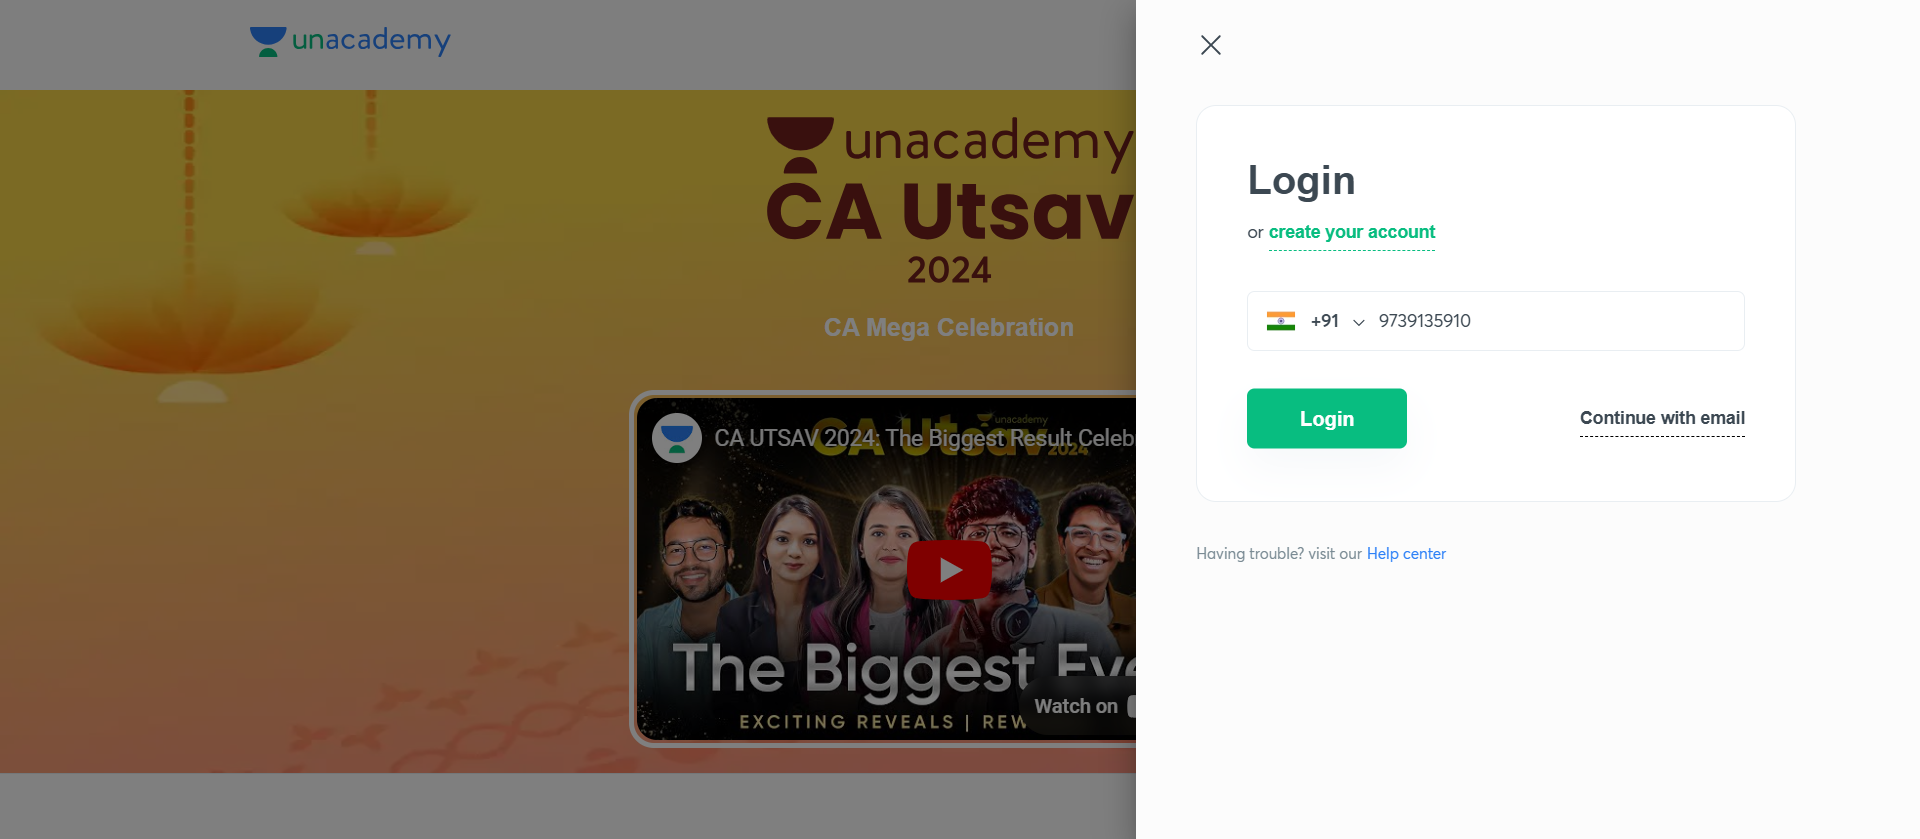 unacademy
unacademy
CA Utsav
2024
CA Mega Celebration
CA UTSAV 2024: The Biggest Result Celebr
unacademy
CA Utsav
2024
The Biggest Eve
EXCITING REVEALS | REW
Watch on
Login
or create your account
+91 9739135910
Login
Continue with email
Having trouble? visit our Help center